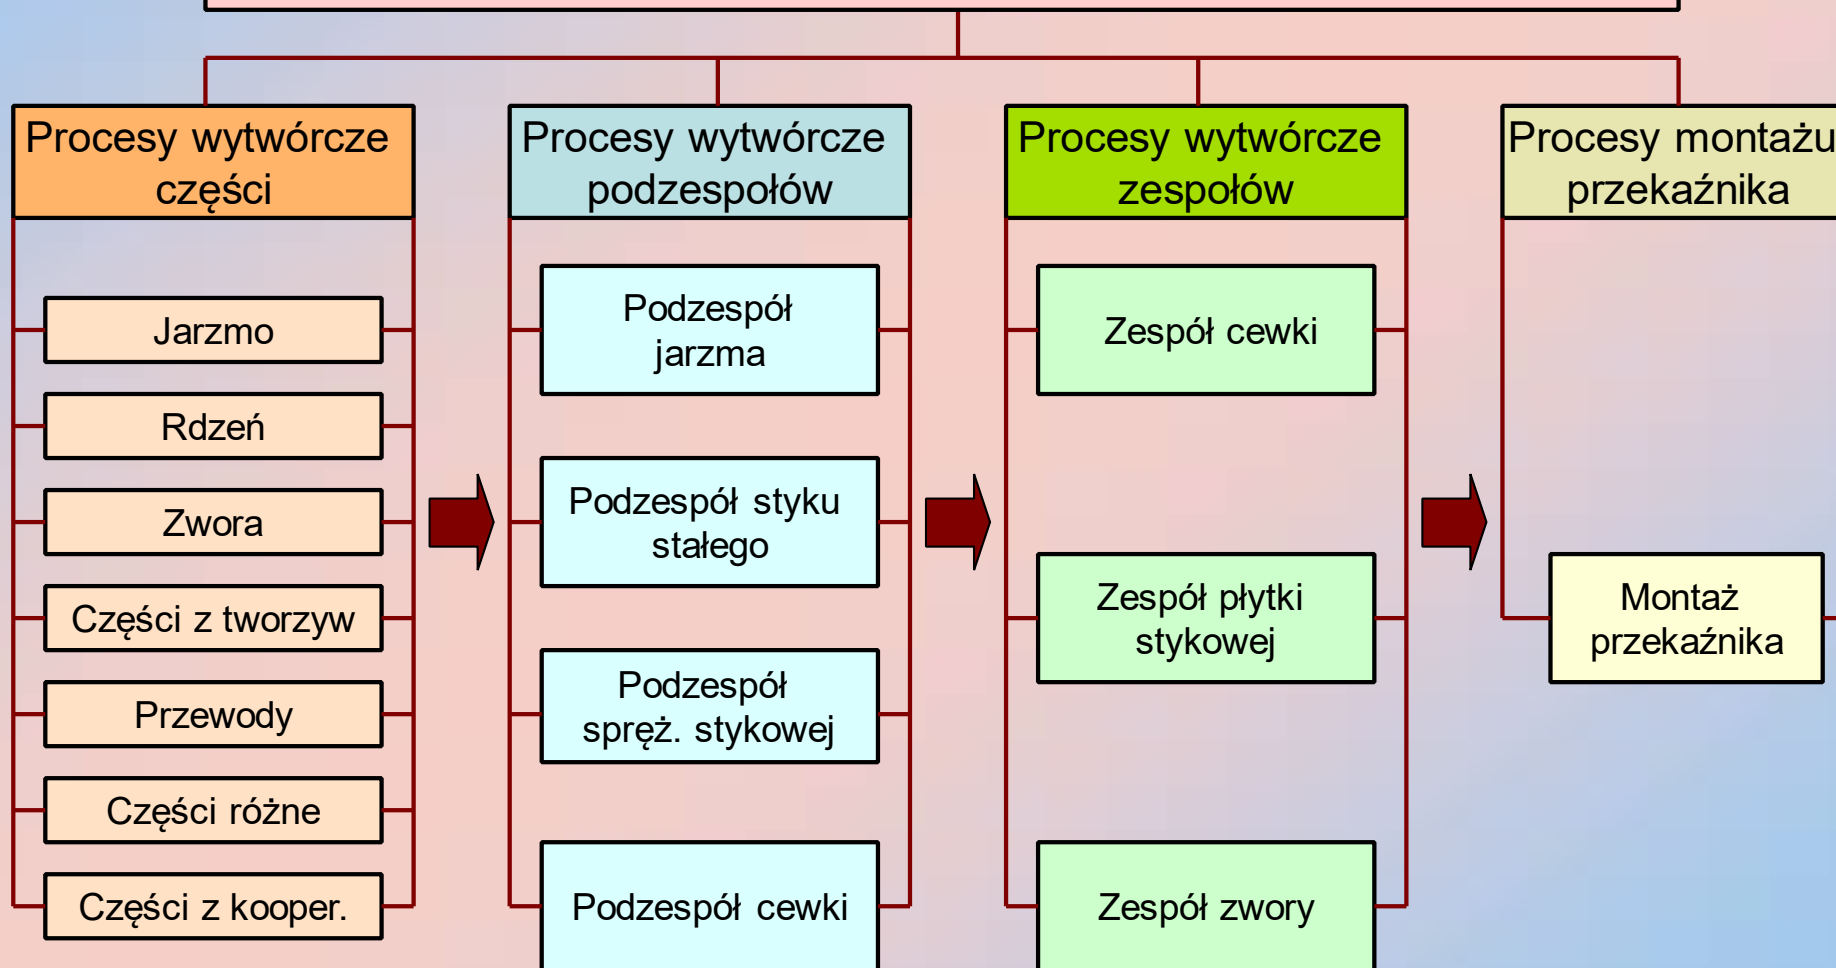 Procesy wytwórcze
części
Jarzmo
Rdzeń
Zwora
Części z tworzyw
Przewody
Części różne
Części z kooper.
Procesy wytwórcze
podzespołów
Podzespół
jarzma
Podzespół styku
stałego
Podzespół
spręż. stykowej
Podzespół cewki
Procesy wytwórcze
zespołów
Zespół cewki
Zespół płytki
stykowej
Zespół zwory
Procesy montażu
przekaźnika
Montaż
przekaźnika